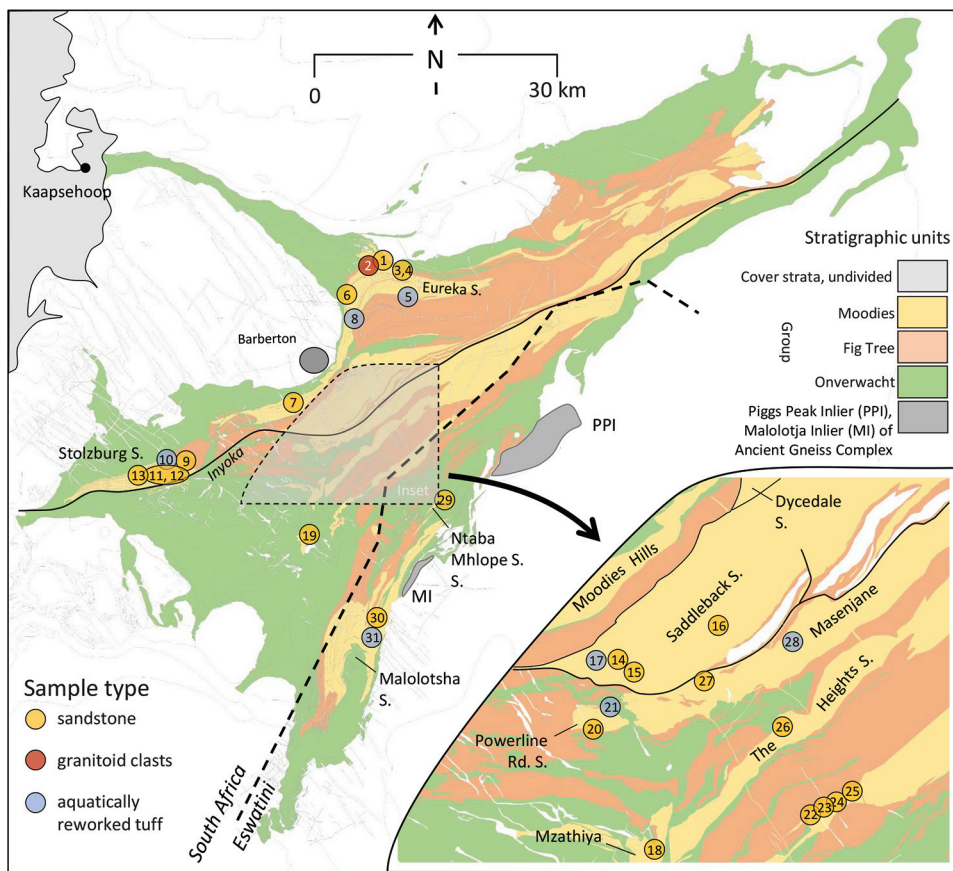 N
0
30 km
Kaapsehoop
1
2
3,4
Eureka S.
5
6
8
Barberton
7
Stratigraphic units
Cover strata, undivided
Moodies
Fig Tree
Onverwacht
Group
Piggs Peak Inlier (PPI),
Malolotja Inlier (MI) of
Ancient Gneiss Complex
PPI
Stolzburg S.
10
9
13
11, 12
Inyoka
Inset
29
19
Ntaba
Mhlope S.
S.
MI
30
31
Malolotsha
S.
South Africa
Eswatini
Sample type
sandstone
granitoid clasts
aquatically
reworked tuff
Dycedale
S.
Moodies Hills
Saddleback S.
16
Masenjane
28
17
14
15
27
21
20
Powerline
Rd. S.
26
The Heights S.
25
24
23
22
Mzathiya
18